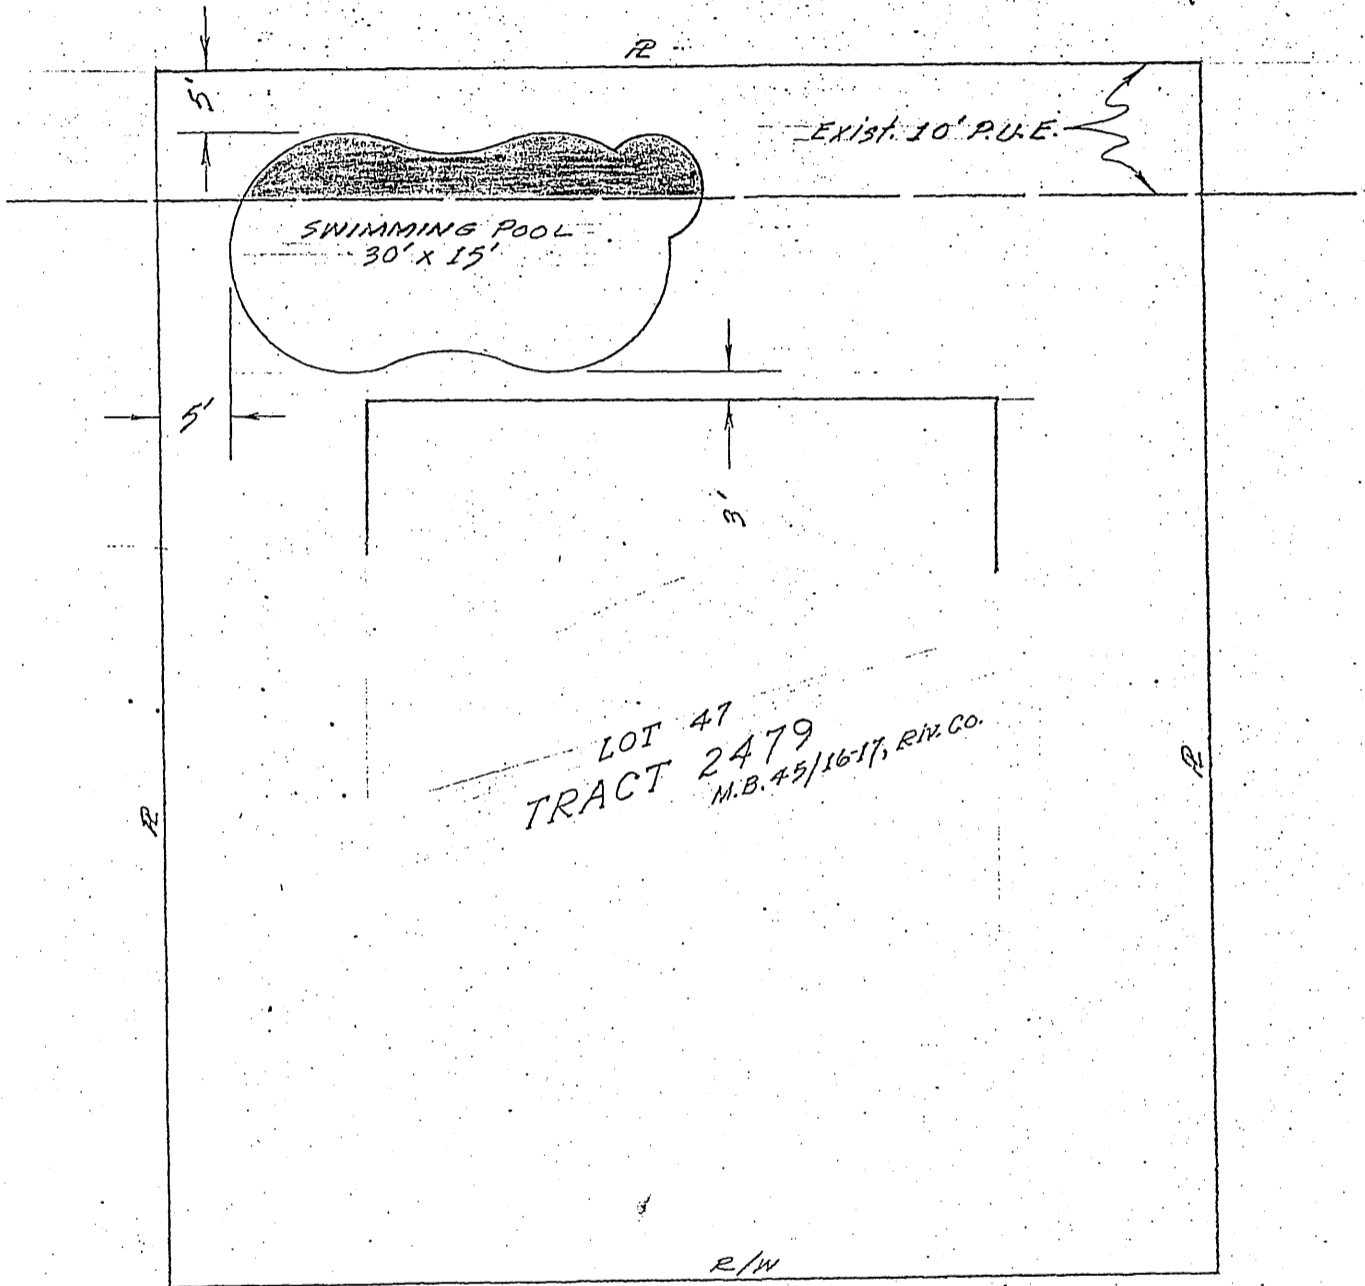 PL
5'
Exist. 10' P.U.E.
SWIMMING POOL
30' x 15'
5'
3'
LOT 47
TRACT 2479
M.B. 45/16-17, RIV. CO.
PL
PL
R/W